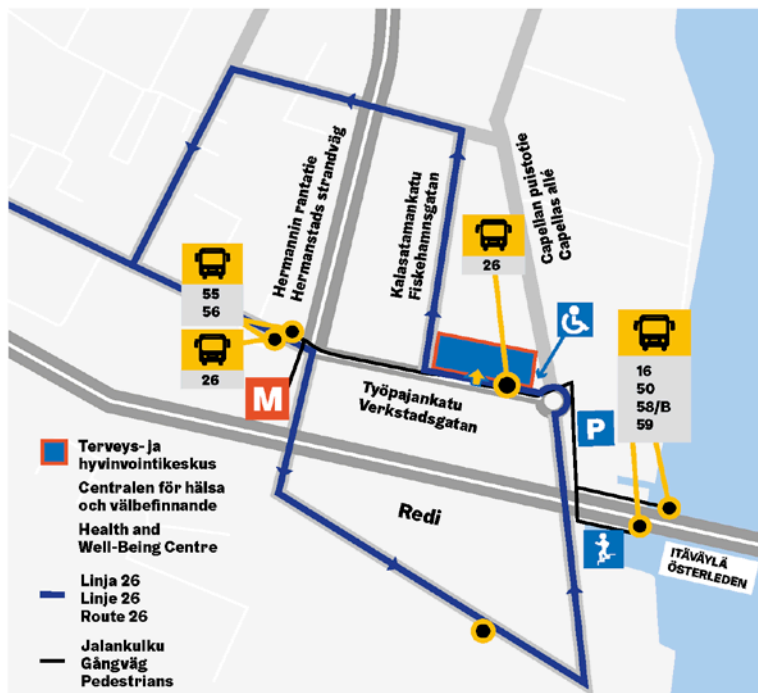 Hermannin rantatie
Hermanstads strandväg
Kalasatamankatu
Fiskehamnsgatan
Capellan puistotie
Capellas allé
26
55
56
26
16
50
58/B
59
M
Työpajankatu
Verkstadsgatan
P
Redi
ITÄVÄYLÄ
ÖSTERLEDEN
Terveys- ja
hyvinvointikeskus
Centralen för hälsa
och välbefinnande
Health and
Well-Being Centre
Linja 26
Linje 26
Route 26
Jalankulku
Gångväg
Pedestrians